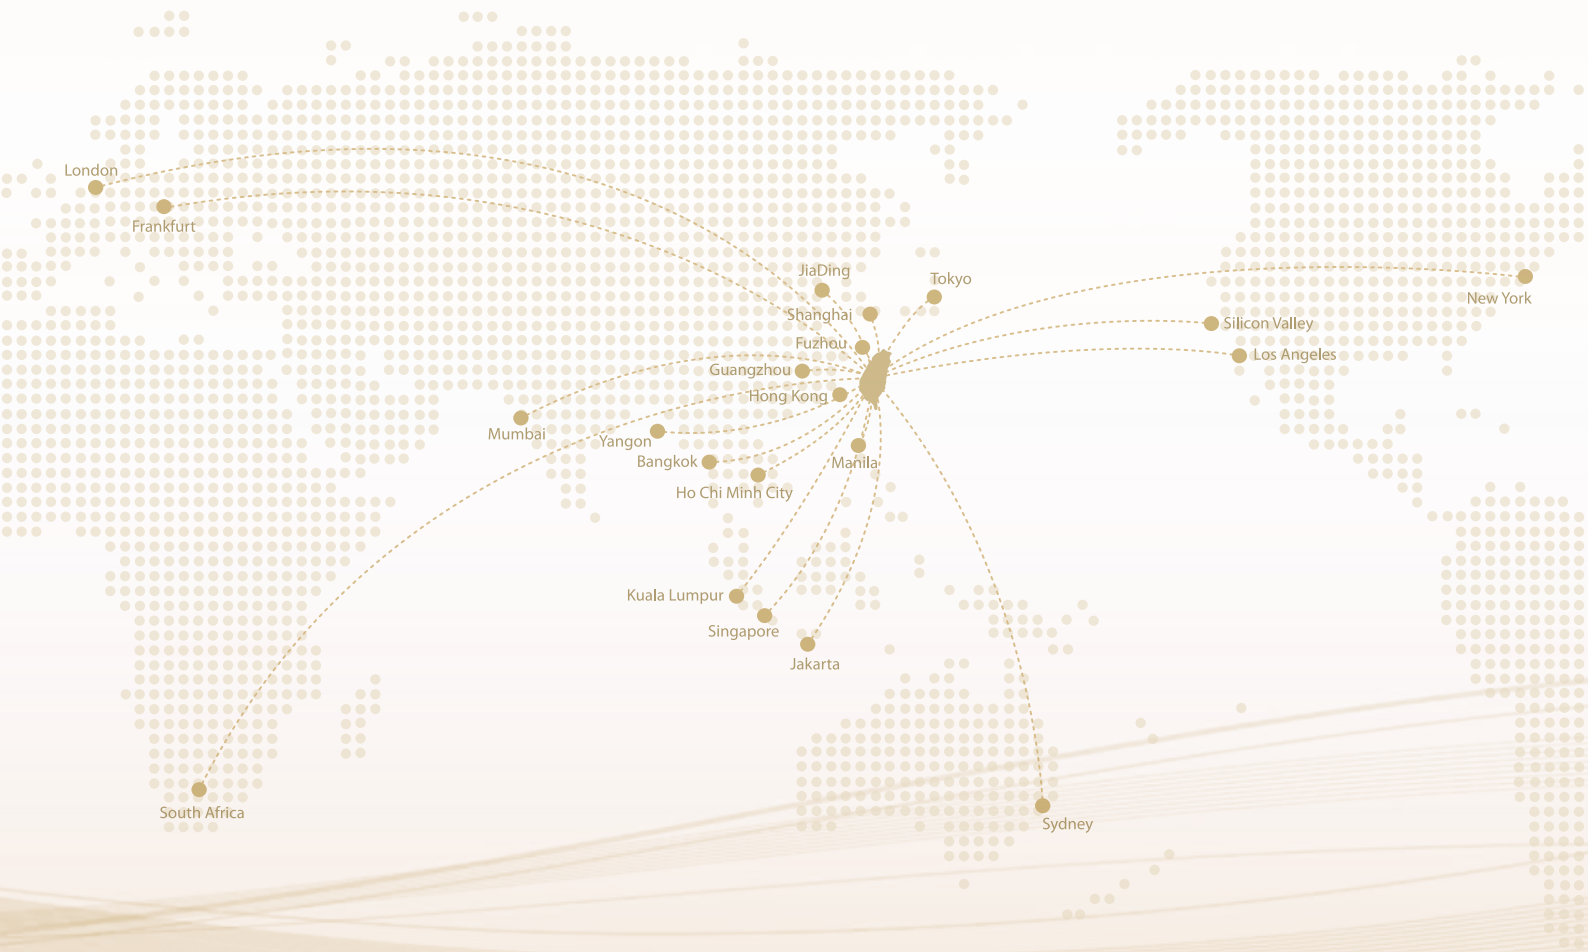 London
Frankfurt
JiaDing
Tokyo
Shanghai
New York
Silicon Valley
Fuzhou
Los Angeles
Guangzhou
Hong Kong
Mumbai
Yangon
Bangkok
Manila
Ho Chi Minh City
Kuala Lumpur
Singapore
Jakarta
South Africa
Sydney